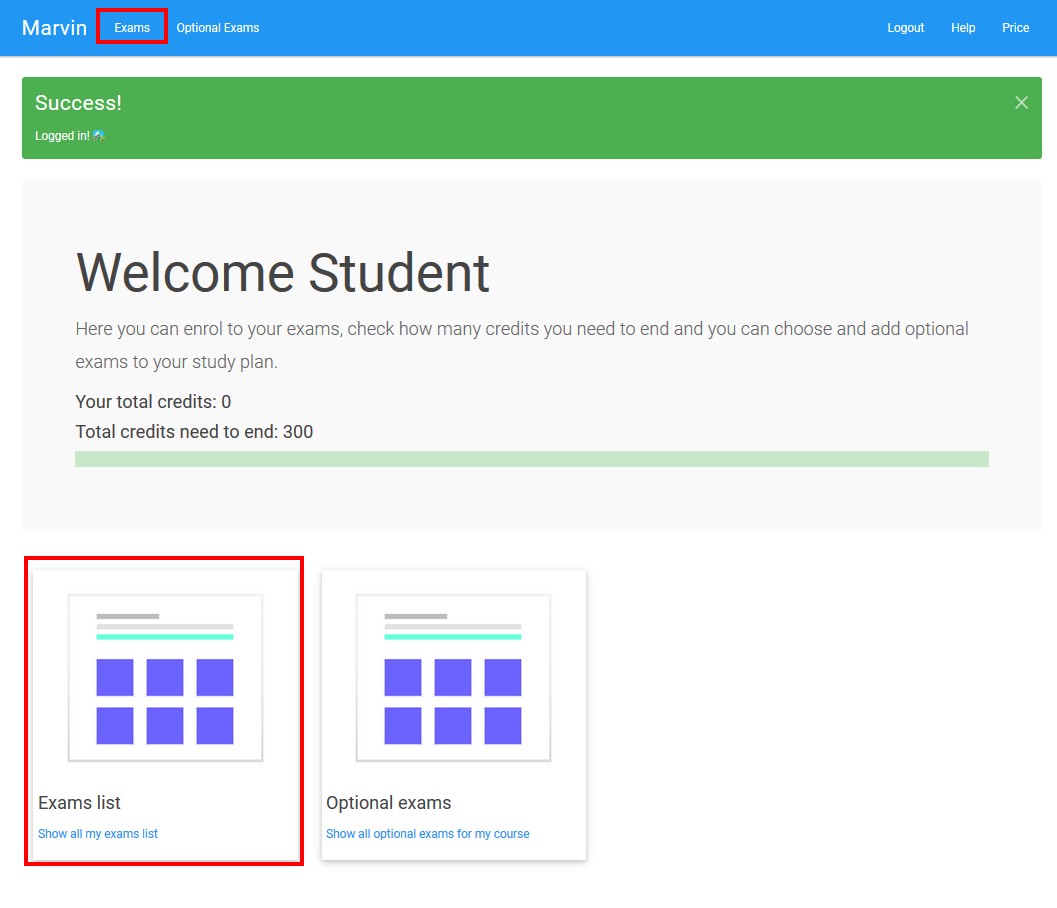 Marvin Exams Optional Exams Logout Help Price
Success!
Logged in!
Welcome Student
Here you can enrol to your exams, check how many credits you need to end and you can choose and add optional
exams to your study plan.
Your total credits: 0
Total credits need to end: 300
Exams list
Show all my exams list
Optional exams
Show all optional exams for my course